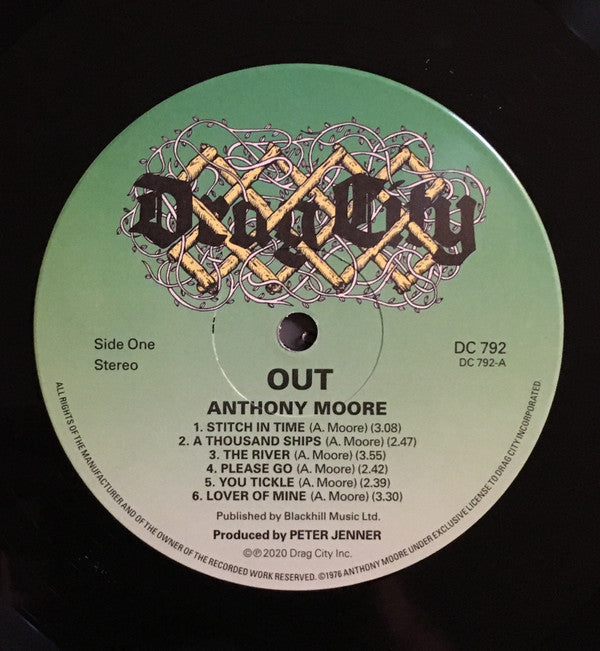 Drag City
Side One
Stereo
DC 792
DC 792-A
OUT
ANTHONY MOORE
1. STITCH IN TIME (A. Moore) (3.08)
2. A THOUSAND SHIPS (A. Moore) (2.47)
3. THE RIVER (A. Moore) (3.55)
4. PLEASE GO (A. Moore) (2.42)
5. YOU TICKLE (A. Moore) (2.39)
6. LOVER OF MINE (A. Moore) (3.30)
Published by Blackhill Music Ltd.
Produced by PETER JENNER
©℗2020 Drag City Inc.
ALL RIGHTS OF THE MANUFACTURER AND OF THE OWNER OF THE RECORDED WORK RESERVED. ©1976 ANTHONY MOORE UNDER EXCLUSIVE LICENSE TO DRAG CITY INCORPORATED